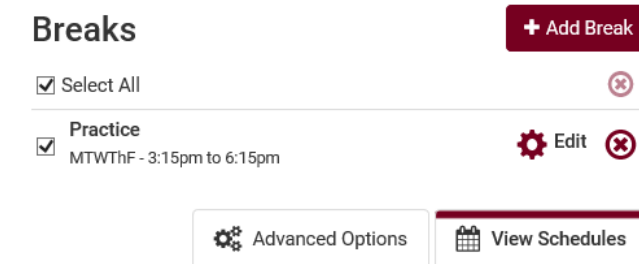 Breaks
+ Add Break
Select All
Practice
MTWThF - 3:15pm to 6:15pm
Edit
Advanced Options
View Schedules